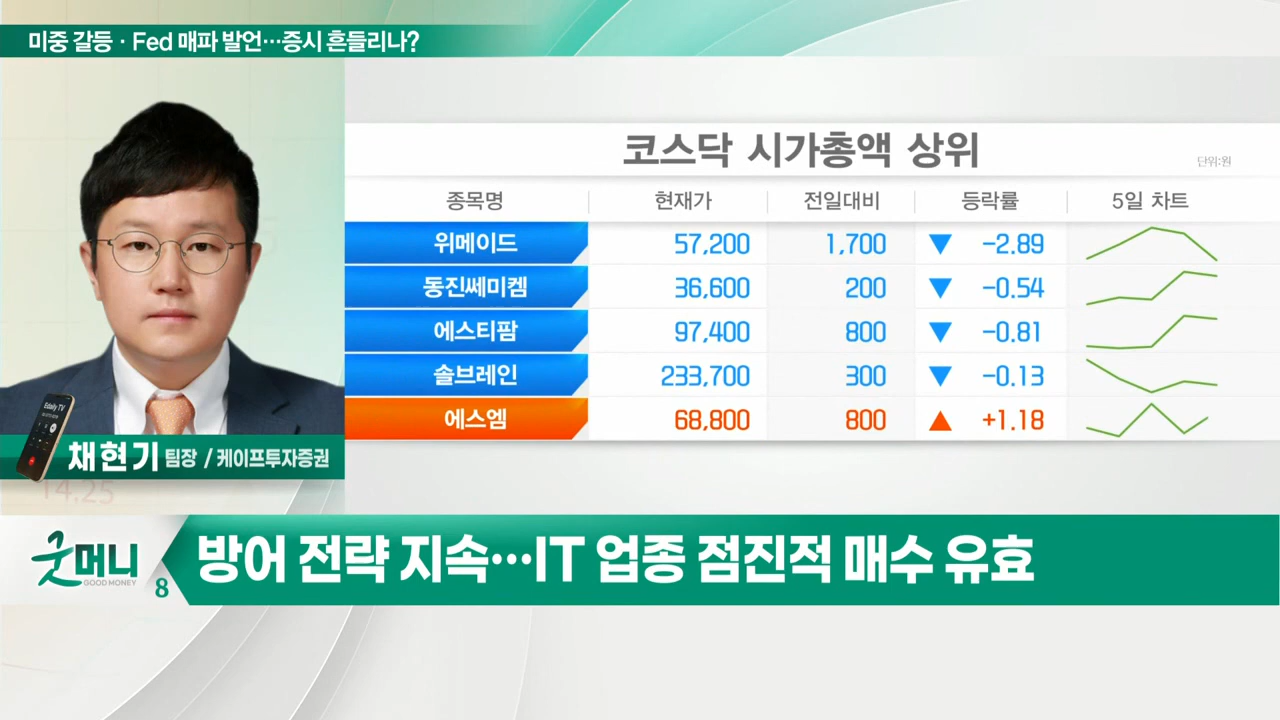 미중 갈등 · Fed 매파 발언…증시 흔들리나?
코스닥 시가총액 상위
단위:원
종목명 현재가 전일대비 등락률 5일 차트
위메이드 57,200 1,700 ▼ -2.89
동진쎄미켐 36,600 200 ▼ -0.54
에스티팜 97,400 800 ▼ -0.81
솔브레인 233,700 300 ▼ -0.13
에스엠 68,800 800 ▲ +1.18
Edaily TV
채현기 팀장 / 케이프투자증권
14.25
굿머니
GOOD MONEY
8
방어 전략 지속…IT 업종 점진적 매수 유효